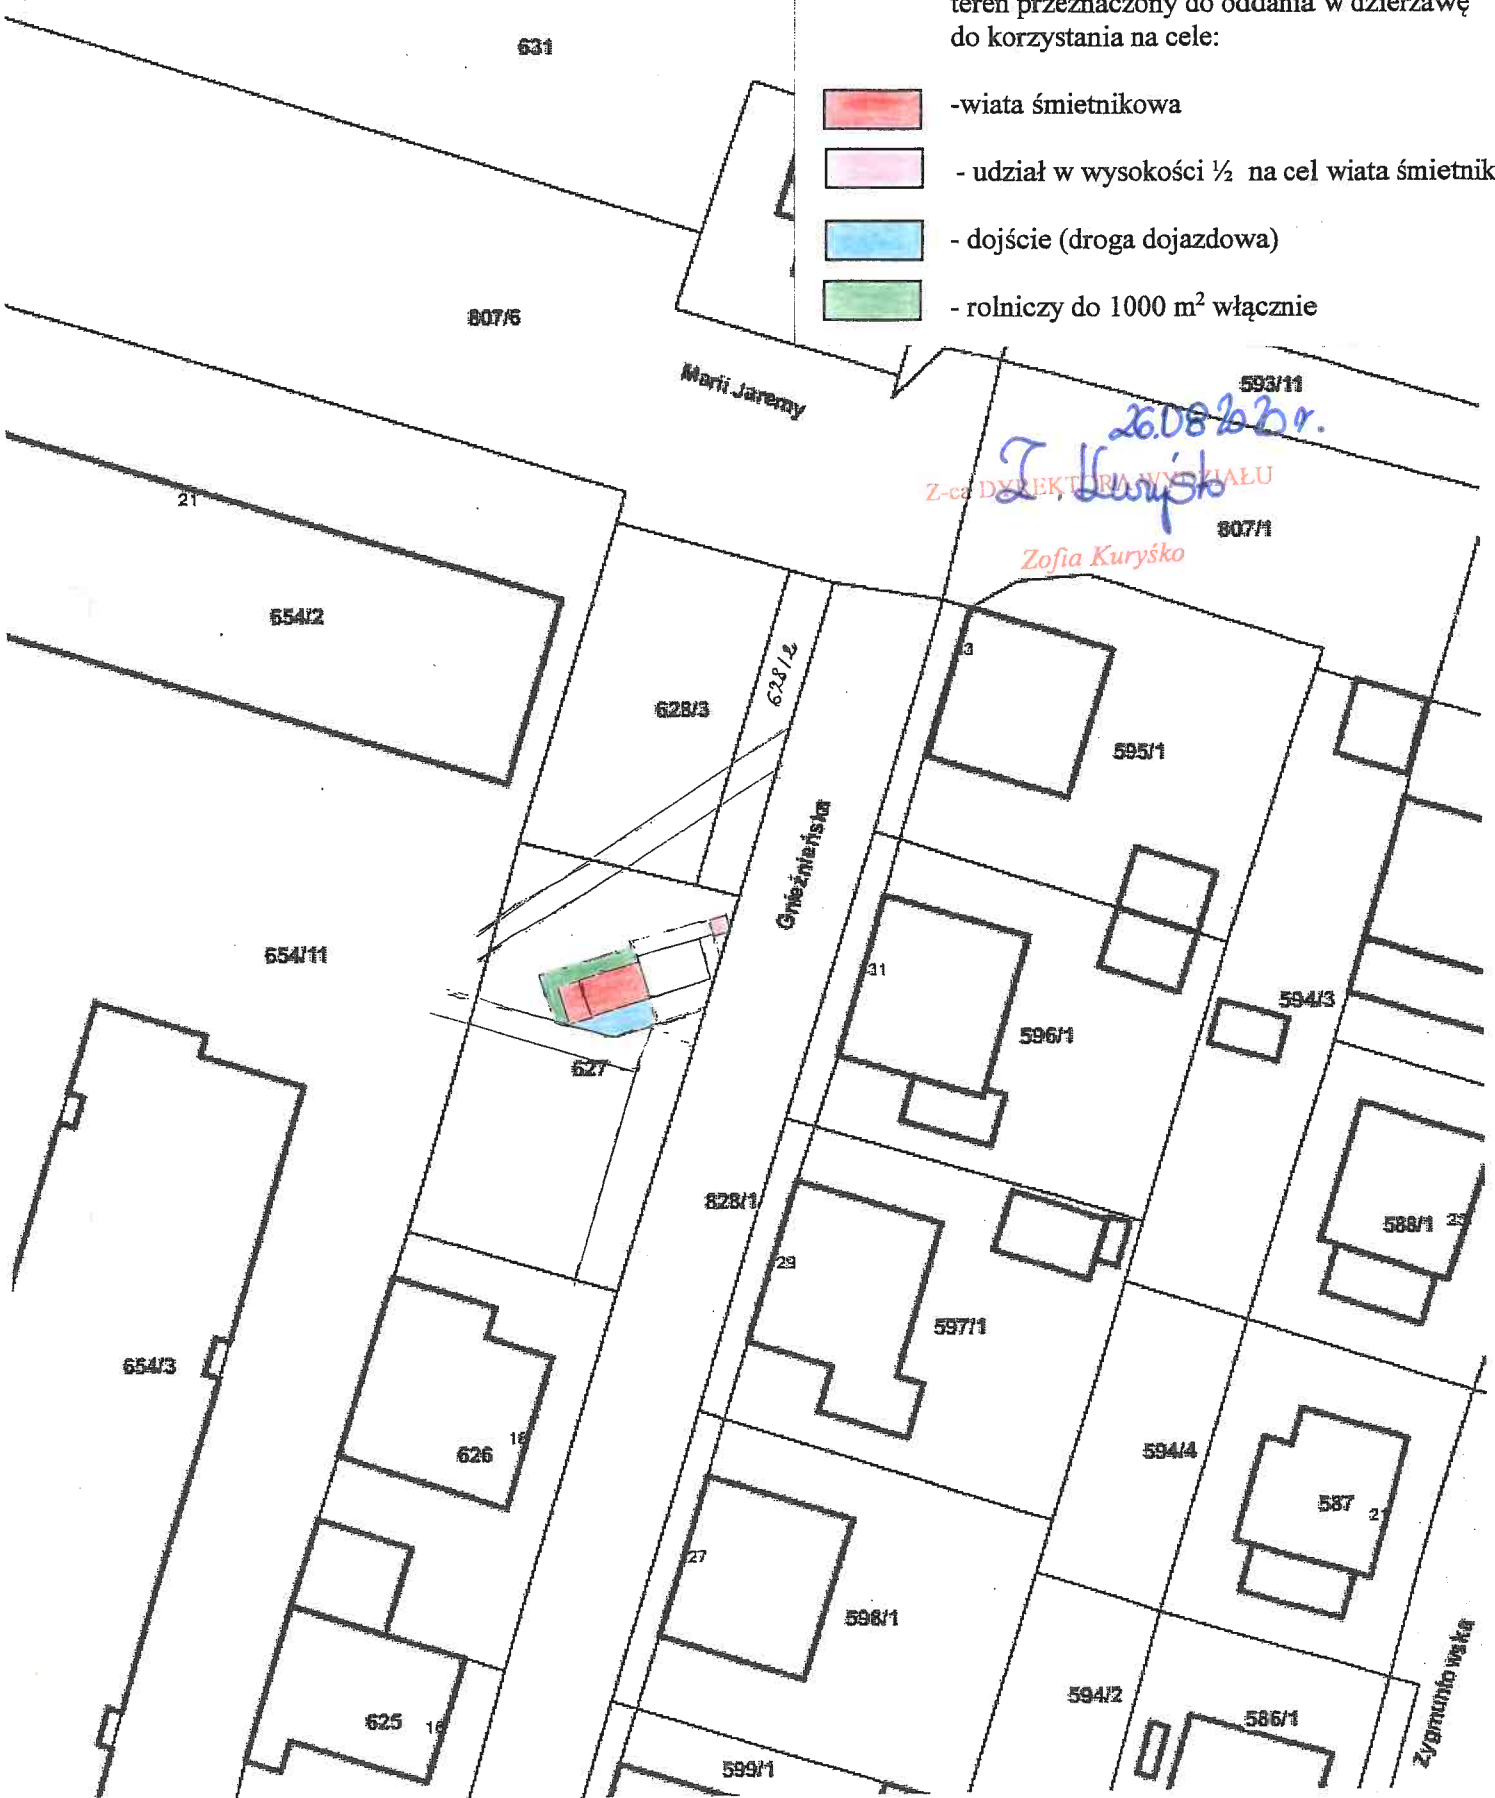 teren przeznaczony do oddania w dzierżawę
do korzystania na cele:
-wiata śmietnikowa
- udział w wysokości ½ na cel wiata śmietnik
- dojście (droga dojazdowa)
- rolniczy do 1000 m² włącznie
631
807/6
Marii Jaremy
593/11
26.08.2020 r.
Z-ca DYREKTORA WYDZIAŁU
Z. Kuryśko
807/1
Zofia Kuryśko
21
654/2
628/3
628/2
3
595/1
Gnieźnieńska
654/11
31
596/1
594/3
627
828/1
29
597/1
588/1
23
654/3
626
18
594/4
587
21
27
598/1
594/2
586/1
Zygmuntowska
625
16
599/1